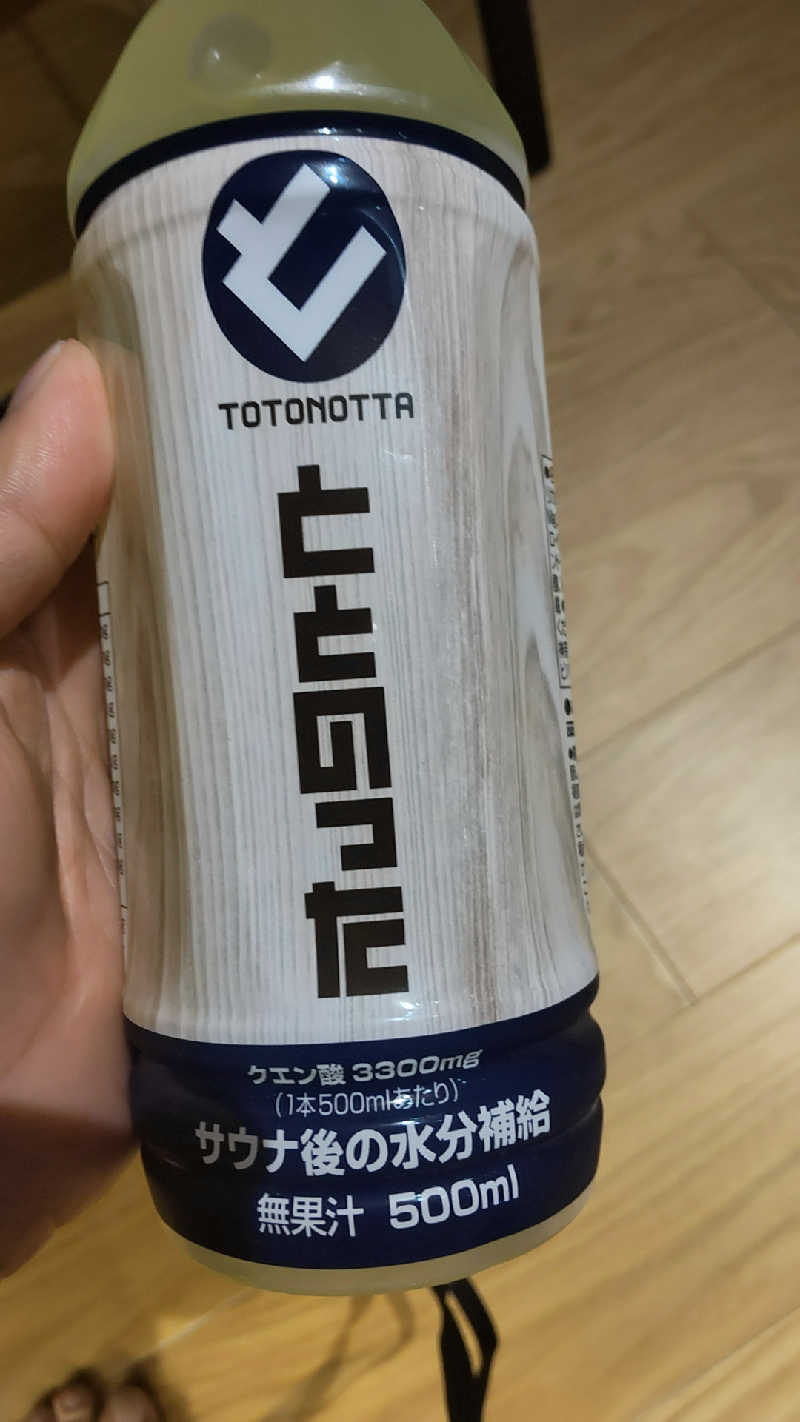 と
TOTONOTTA
ととのった
クエン酸 3300mg
(1本500mlあたり)
サウナ後の水分補給
無果汁 500ml